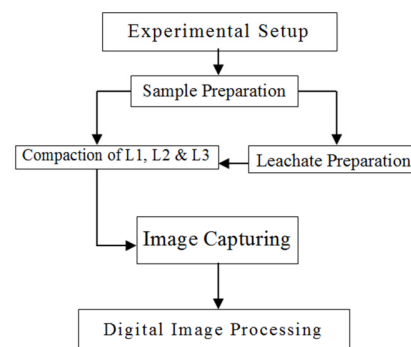 Experimental Setup
Sample Preparation
Compaction of L1, L2 & L3
Leachate Preparation
Image Capturing
Digital Image Processing